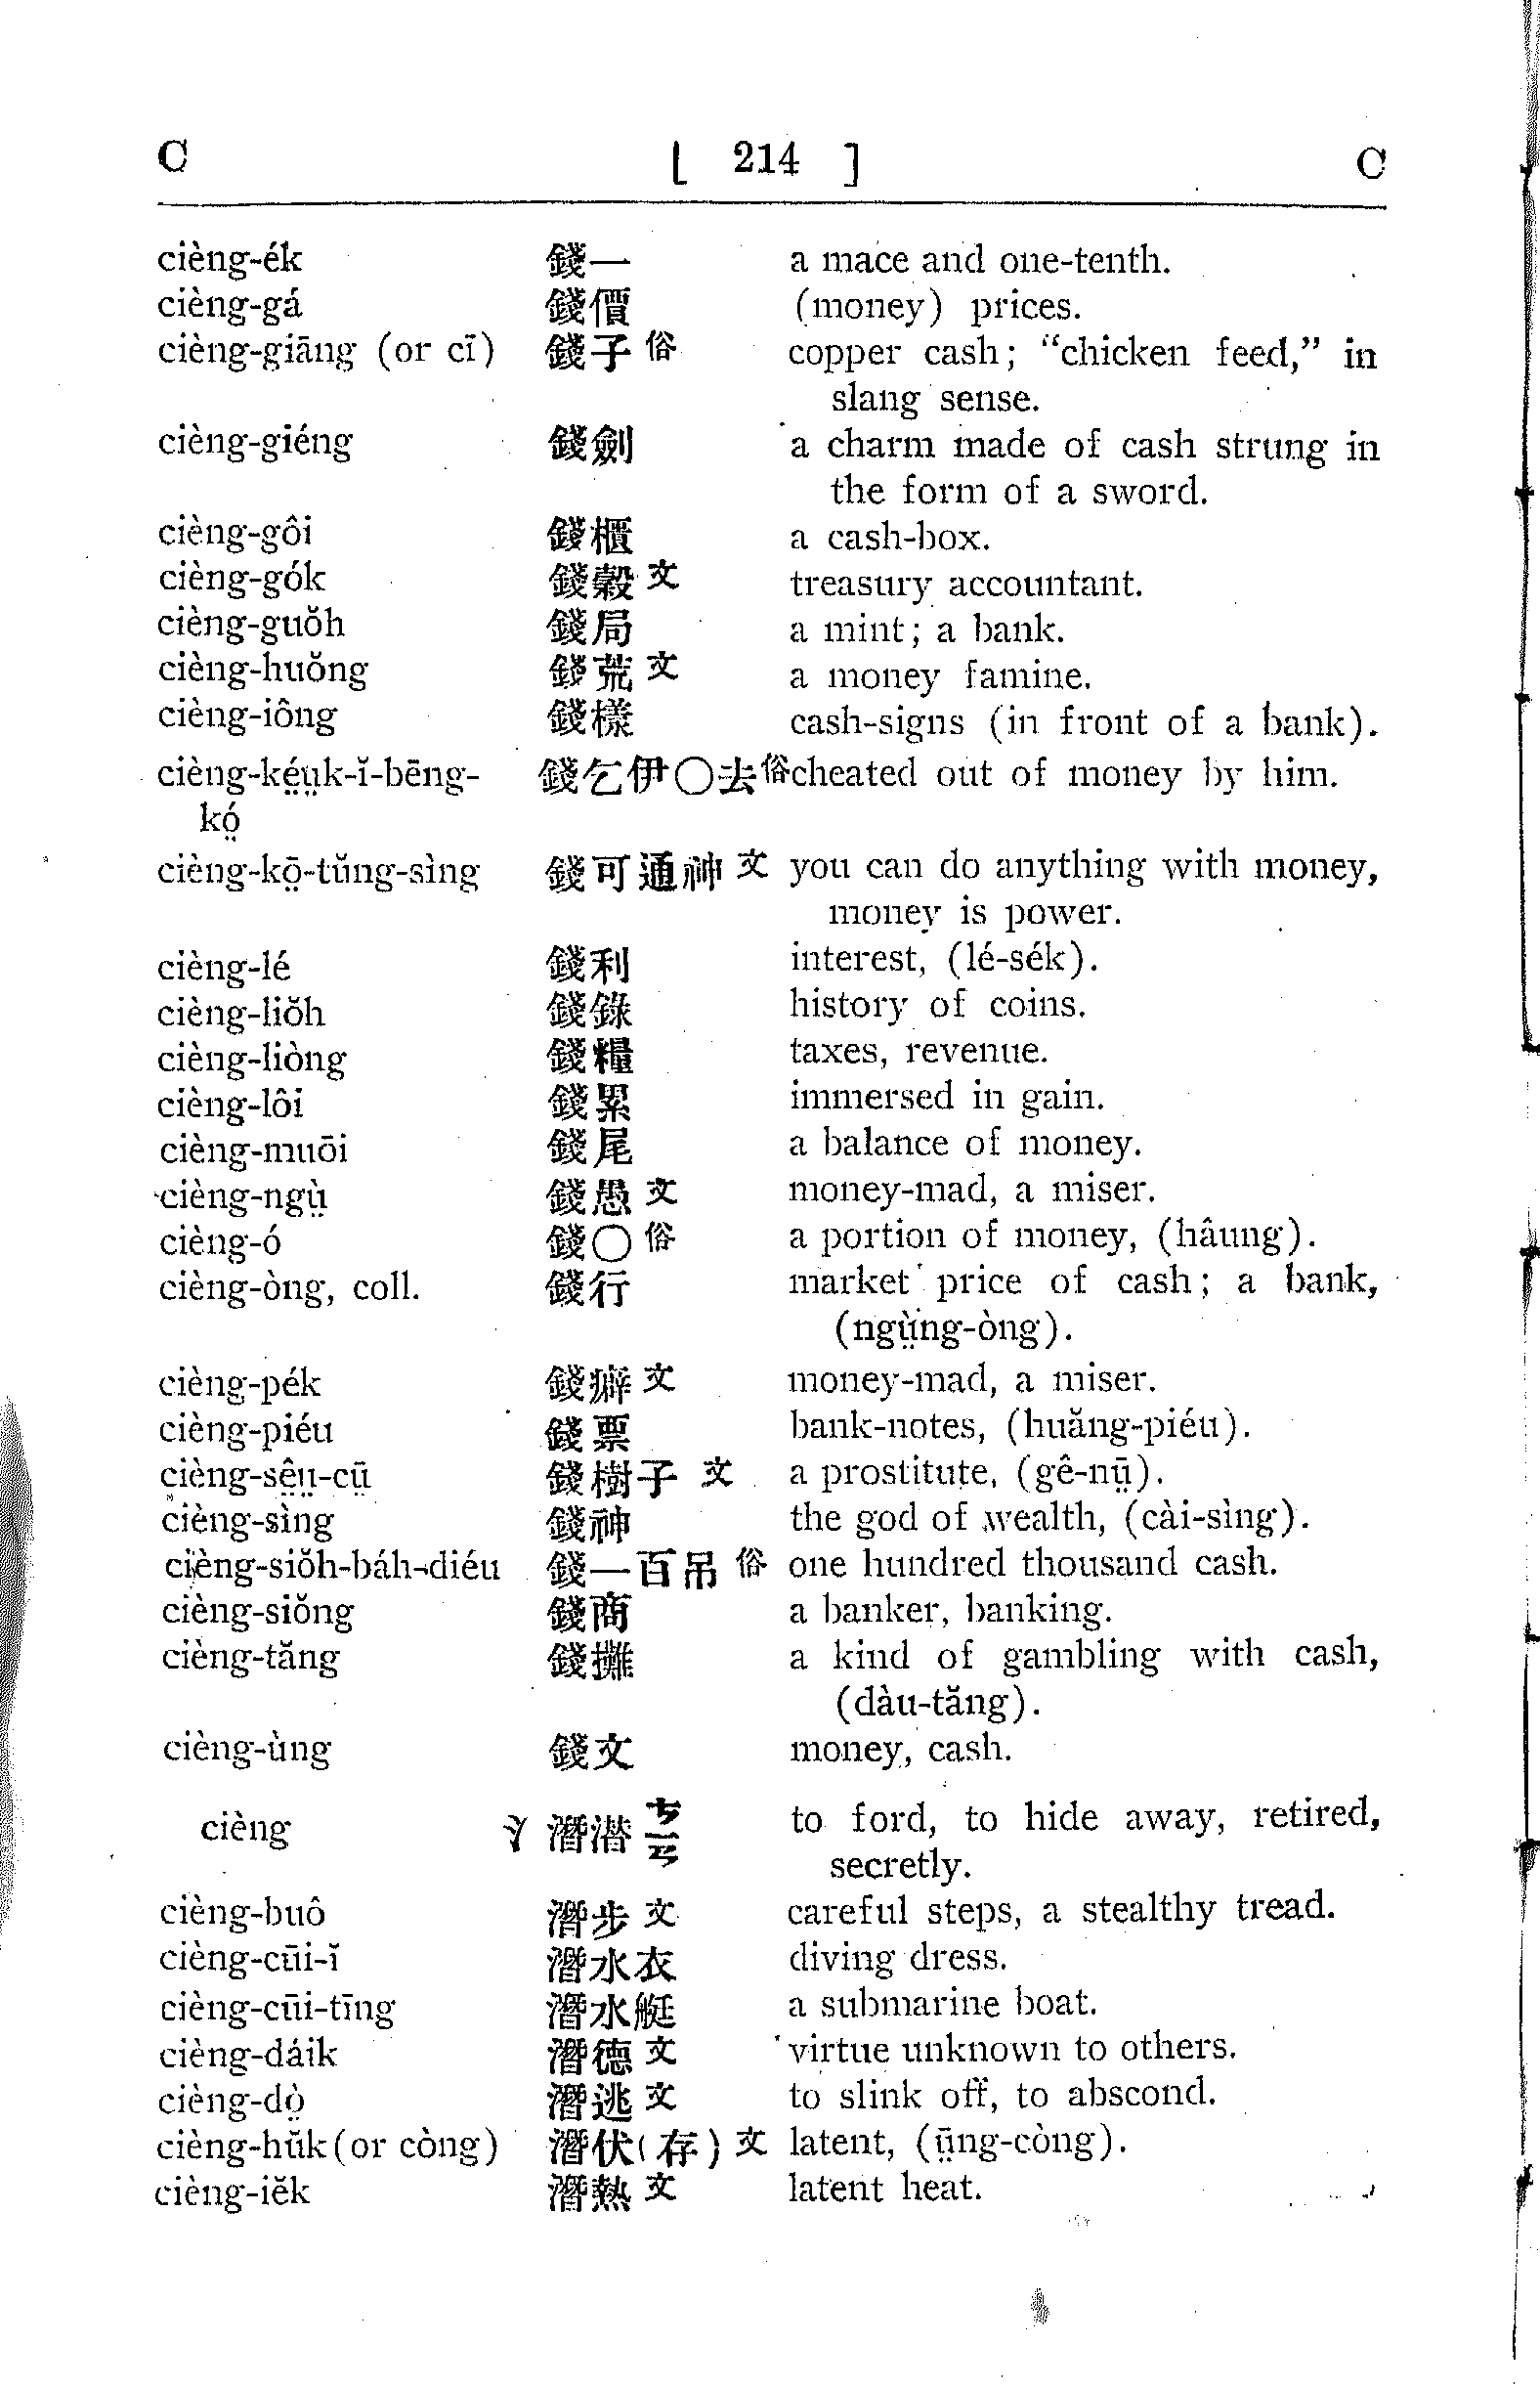 C [ 214 ] C
cièng-ék 錢一 a mace and one-tenth.
cièng-gá 錢價 (money) prices.
cièng-giāng (or cī) 錢子 俗 copper cash; “chicken feed,” in
slang sense.
cièng-giéng 錢劍 a charm made of cash strung in
the form of a sword.
cièng-gôi 錢櫃 a cash-box.
cièng-gók 錢穀 文 treasury accountant.
cièng-guŏh 錢局 a mint; a bank.
cièng-huŏng 錢荒 文 a money famine.
cièng-iông 錢樣 cash-signs (in front of a bank).
cièng-ké̤ṳk-ĭ-bēng- 錢乞伊〇去 俗 cheated out of money by him.
kó̤
cièng-kō̤-tŭng-sìng 錢可通神 文 you can do anything with money,
money is power.
cièng-lé 錢利 interest, (lé-sék).
cièng-liŏh 錢錄 history of coins.
cièng-liòng 錢糧 taxes, revenue.
cièng-lôi 錢累 immersed in gain.
cièng-muōi 錢尾 a balance of money.
cièng-ngṳ̀ 錢愚 文 money-mad, a miser.
cièng-ó 錢〇 俗 a portion of money, (hâung).
cièng-òng, coll. 錢行 market price of cash; a bank,
(ngṳ̀ng-òng).
cièng-pék 錢癖 文 money-mad, a miser.
cièng-piéu 錢票 bank-notes, (huăng-piéu).
cièng-sê̤ṳ-cṳ̄ 錢樹子 文 a prostitute, (gê-nṳ̄).
cièng-sìng 錢神 the god of wealth, (cài-sìng).
cièng-siŏh-báh-diéu 錢一百吊 俗 one hundred thousand cash.
cièng-siŏng 錢商 a banker, banking.
cièng-tăng 錢攤 a kind of gambling with cash,
(dàu-tăng).
cièng-ùng 錢文 money, cash.
cièng 氵 潛潜 ㄘㄧㄢ to ford, to hide away, retired,
secretly.
cièng-buô 潛步 文 careful steps, a stealthy tread.
cièng-cūi-ĭ 潛水衣 diving dress.
cièng-cūi-tīng 潛水艇 a submarine boat.
cièng-dáik 潛德 文 virtue unknown to others.
cièng-dò̤ 潛逃 文 to slink off, to abscond.
cièng-hŭk (or còng) 潛伏(存) 文 latent, (ṳ̄ng-còng).
cièng-iĕk 潛熱 文 latent heat.